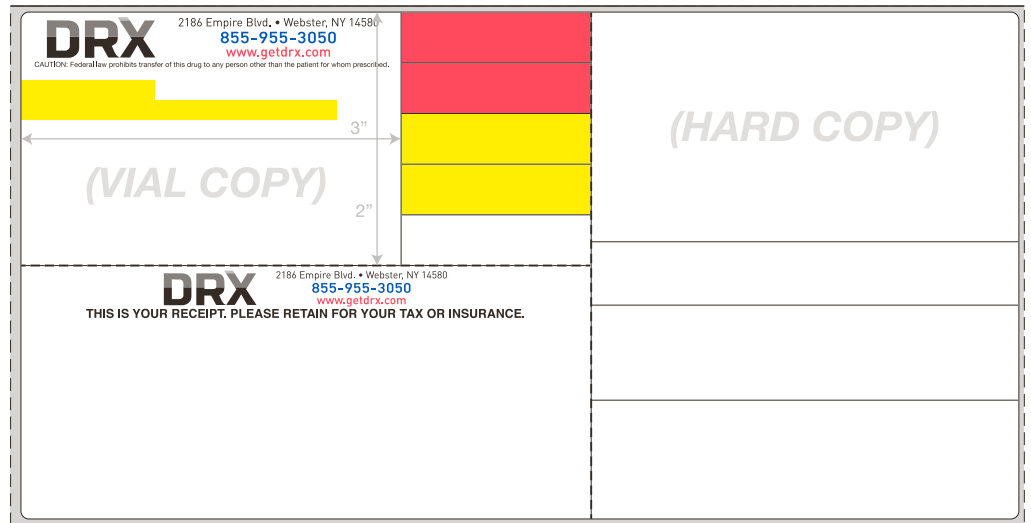 DRX
2186 Empire Blvd. • Webster, NY 14580
855-955-3050
www.getdrx.com
CAUTION: Federal law prohibits transfer of this drug to any person other than the patient for whom prescribed.
3”
(VIAL COPY)
2”
(HARD COPY)
DRX
2186 Empire Blvd. • Webster, NY 14580
855-955-3050
www.getdrx.com
THIS IS YOUR RECEIPT. PLEASE RETAIN FOR YOUR TAX OR INSURANCE.